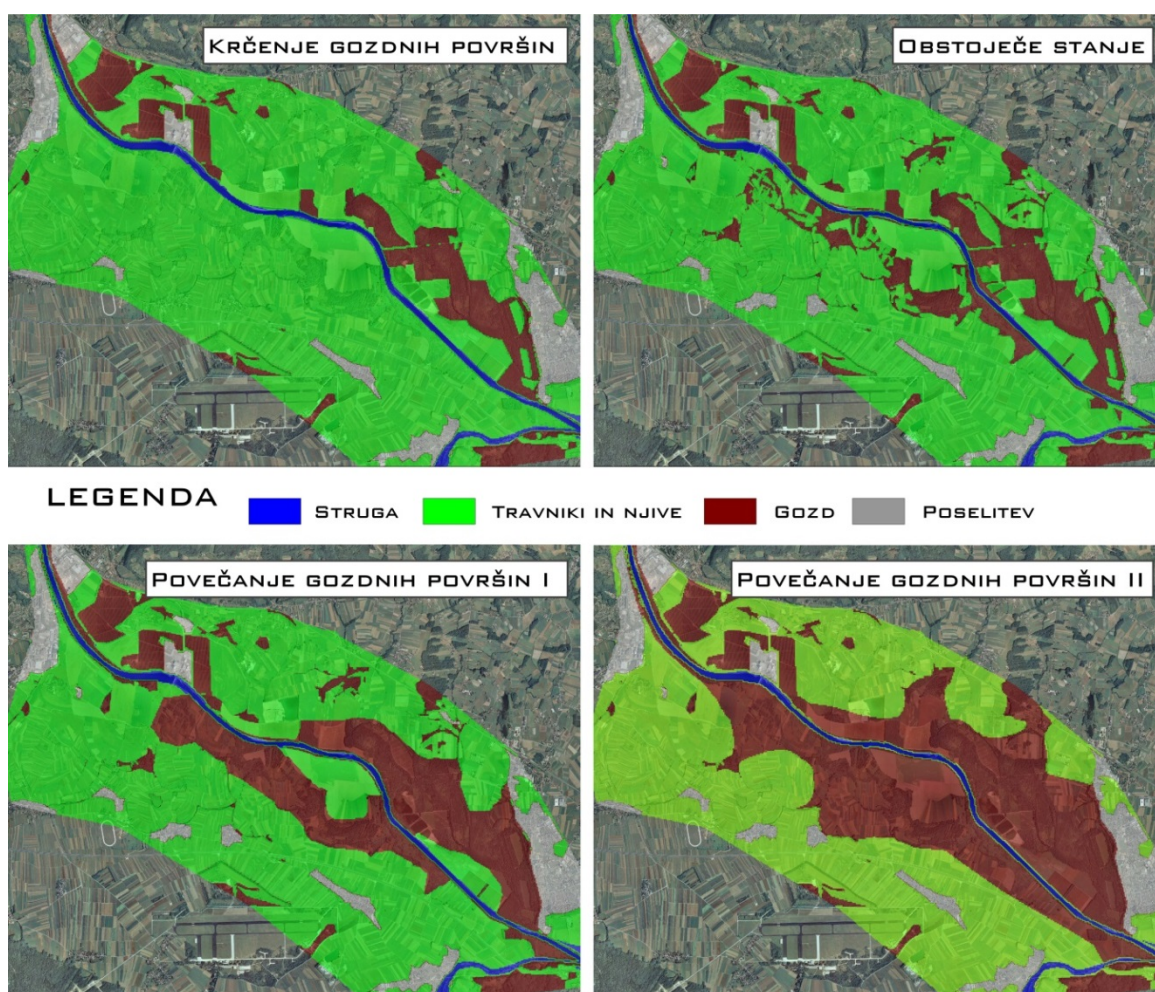 Krčenje gozdnih površin
Obstoječe stanje
LEGENDA
Struga
Travniki in njive
Gozd
Poselitev
Povečanje gozdnih površin I
Povečanje gozdnih površin II